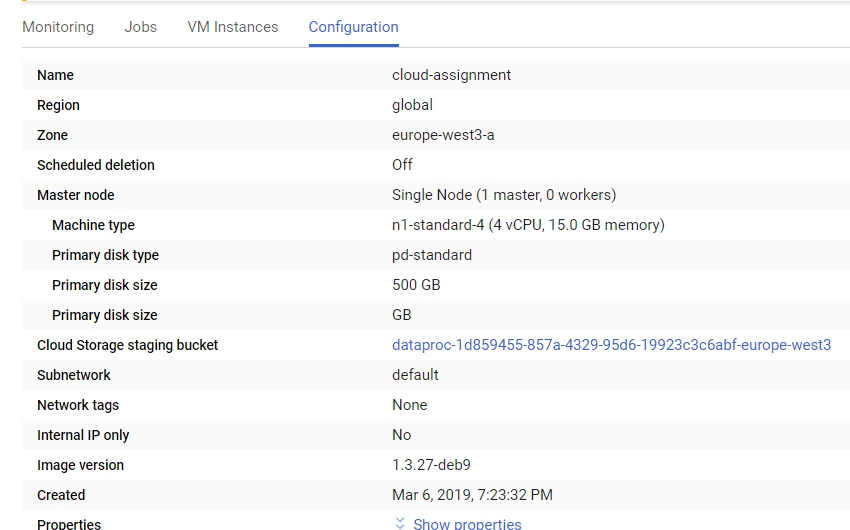 Monitoring Jobs VM Instances Configuration
Name cloud-assignment
Region global
Zone europe-west3-a
Scheduled deletion Off
Master node Single Node (1 master, 0 workers)
Machine type n1-standard-4 (4 vCPU, 15.0 GB memory)
Primary disk type pd-standard
Primary disk size 500 GB
Primary disk size GB
Cloud Storage staging bucket dataproc-1d859455-857a-4329-95d6-19923c3c6abf-europe-west3
Subnetwork default
Network tags None
Internal IP only No
Image version 1.3.27-deb9
Created Mar 6, 2019, 7:23:32 PM
Properties Show properties